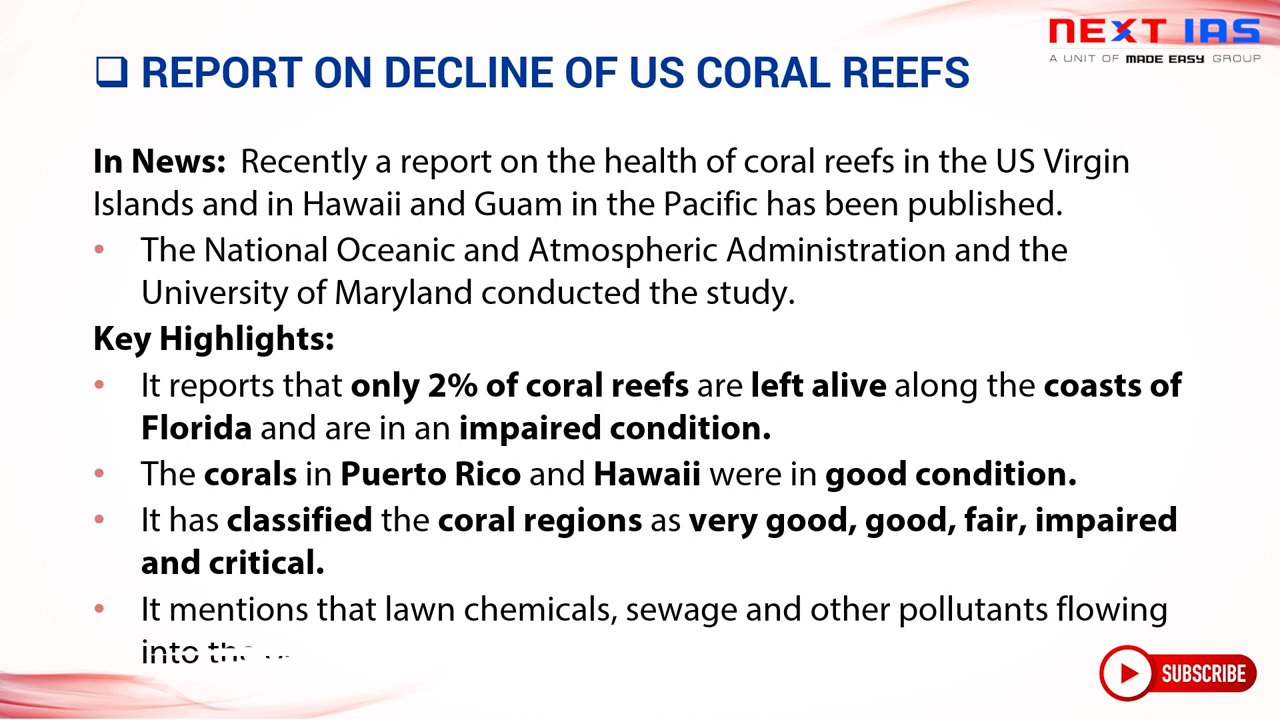 NEXT IAS
A UNIT OF MADE EASY GROUP
❑ REPORT ON DECLINE OF US CORAL REEFS
In News: Recently a report on the health of coral reefs in the US Virgin
Islands and in Hawaii and Guam in the Pacific has been published.
• The National Oceanic and Atmospheric Administration and the
University of Maryland conducted the study.
Key Highlights:
• It reports that only 2% of coral reefs are left alive along the coasts of
Florida and are in an impaired condition.
• The corals in Puerto Rico and Hawaii were in good condition.
• It has classified the coral regions as very good, good, fair, impaired
and critical.
• It mentions that lawn chemicals, sewage and other pollutants flowing
into the
SUBSCRIBE